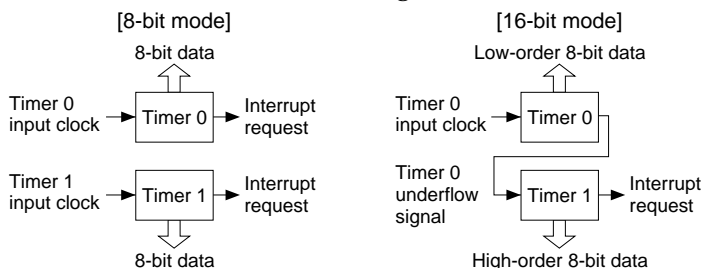 [8-bit mode]
8-bit data
Timer 0
input clock
Timer 0
Interrupt
request
Timer 1
input clock
Timer 1
Interrupt
request
8-bit data
[16-bit mode]
Low-order 8-bit data
Timer 0
input clock
Timer 0
Timer 0
underflow
signal
Timer 1
Interrupt
request
High-order 8-bit data